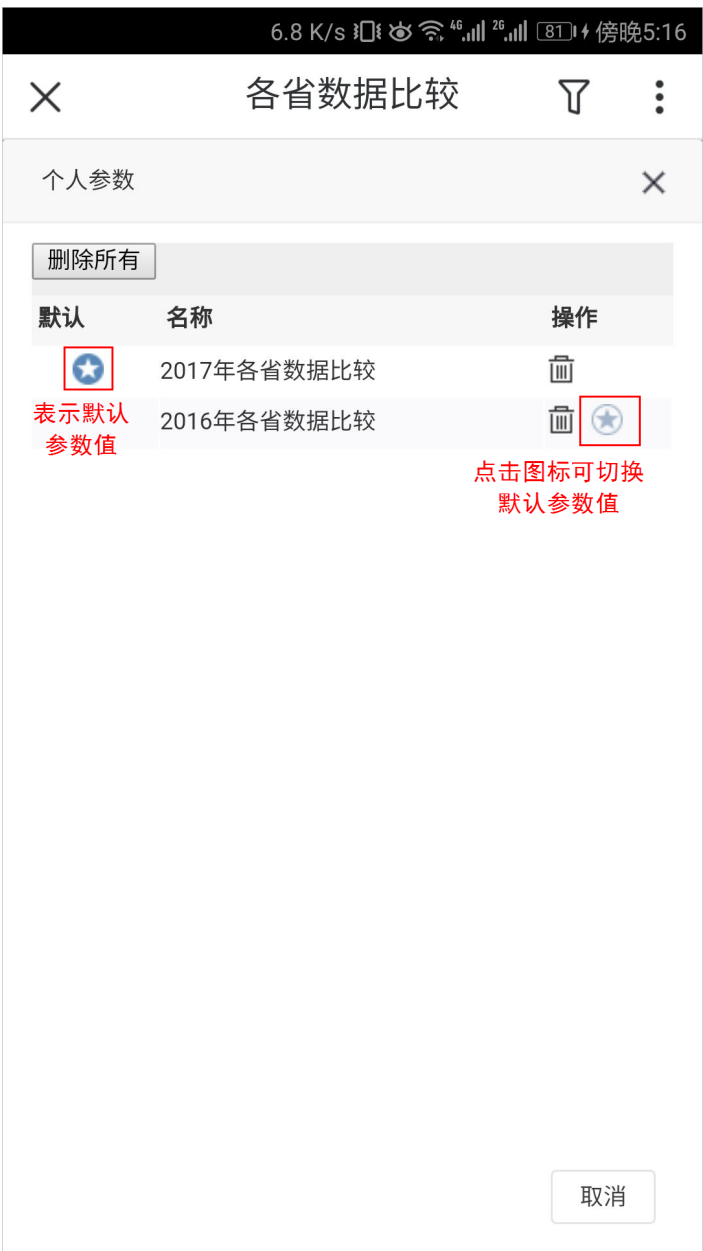 6.8 K/s 4G 2G 81 傍晚5:16
各省数据比较
个人参数
删除所有
默认 名称 操作
2017年各省数据比较
表示默认
参数值
2016年各省数据比较
点击图标可切换
默认参数值
取消